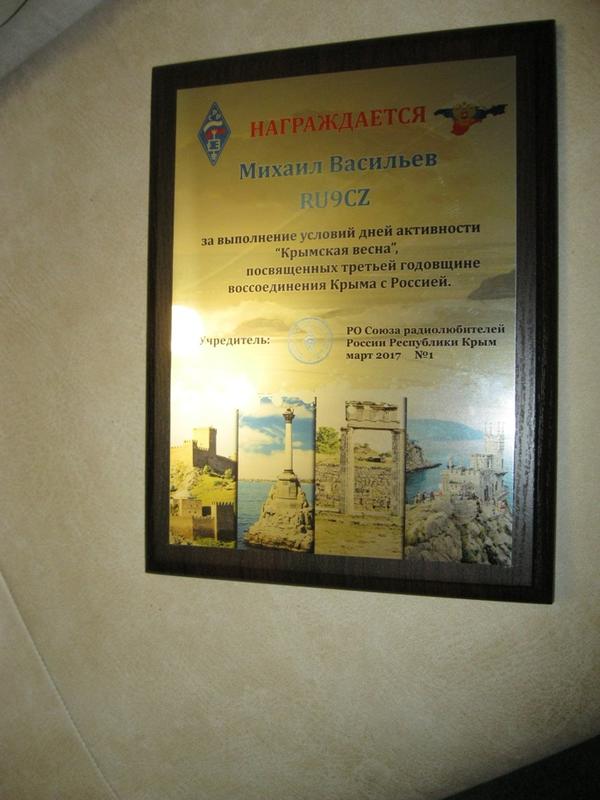 НАГРАЖДАЕТСЯ
Михаил Васильев
RU9CZ
за выполнение условий дней активности
"Крымская весна",
посвященных третьей годовщине
воссоединения Крыма с Россией.
Учредитель:
РО Союза радиолюбителей
России Республики Крым
март 2017 №1